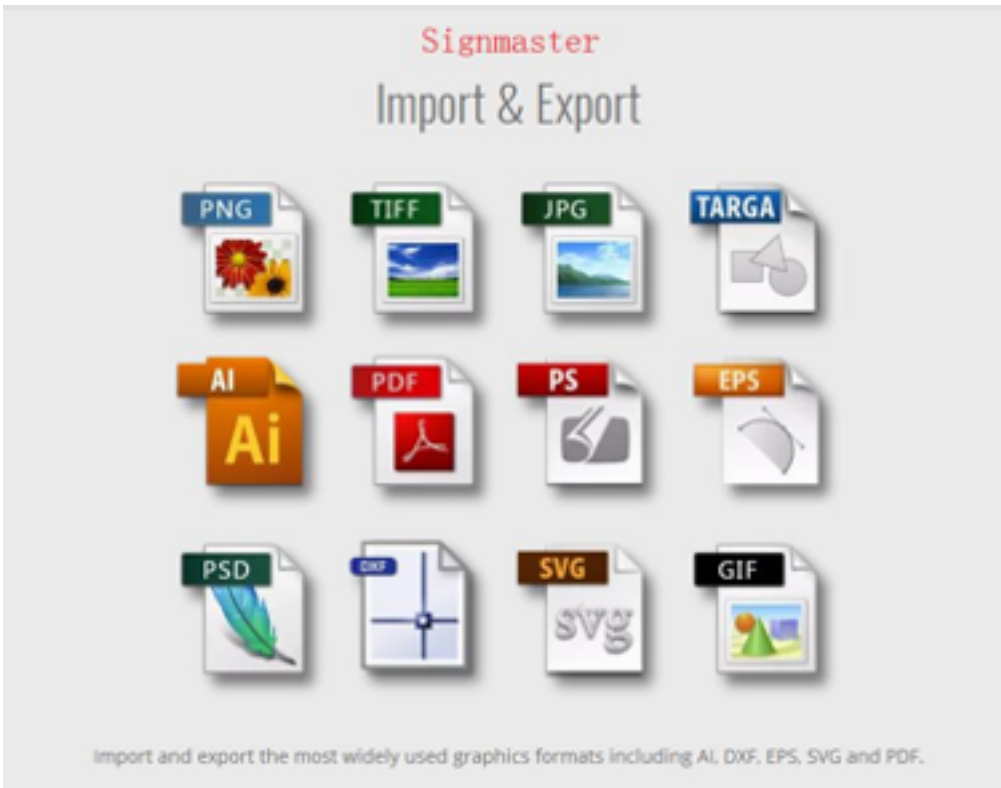 Signmaster
Import & Export
PNG TIFF JPG TARGA
AI PDF PS EPS
Ai
PSD DXF SVG GIF
svg
Import and export the most widely used graphics formats including AI, DXF, EPS, SVG and PDF.